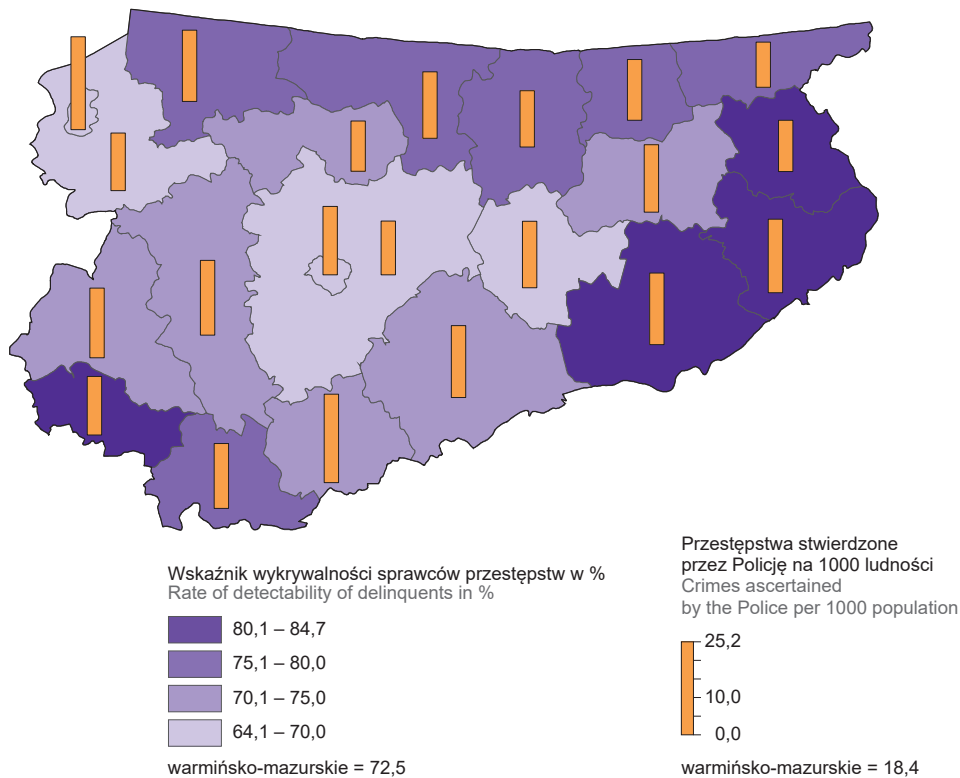 Wskaźnik wykrywalności sprawców przestępstw w %
Rate of detectability of delinquents in %
80,1 – 84,7
75,1 – 80,0
70,1 – 75,0
64,1 – 70,0
warmińsko-mazurskie = 72,5
Przestępstwa stwierdzone
przez Policję na 1000 ludności
Crimes ascertained
by the Police per 1000 population
25,2
10,0
0,0
warmińsko-mazurskie = 18,4